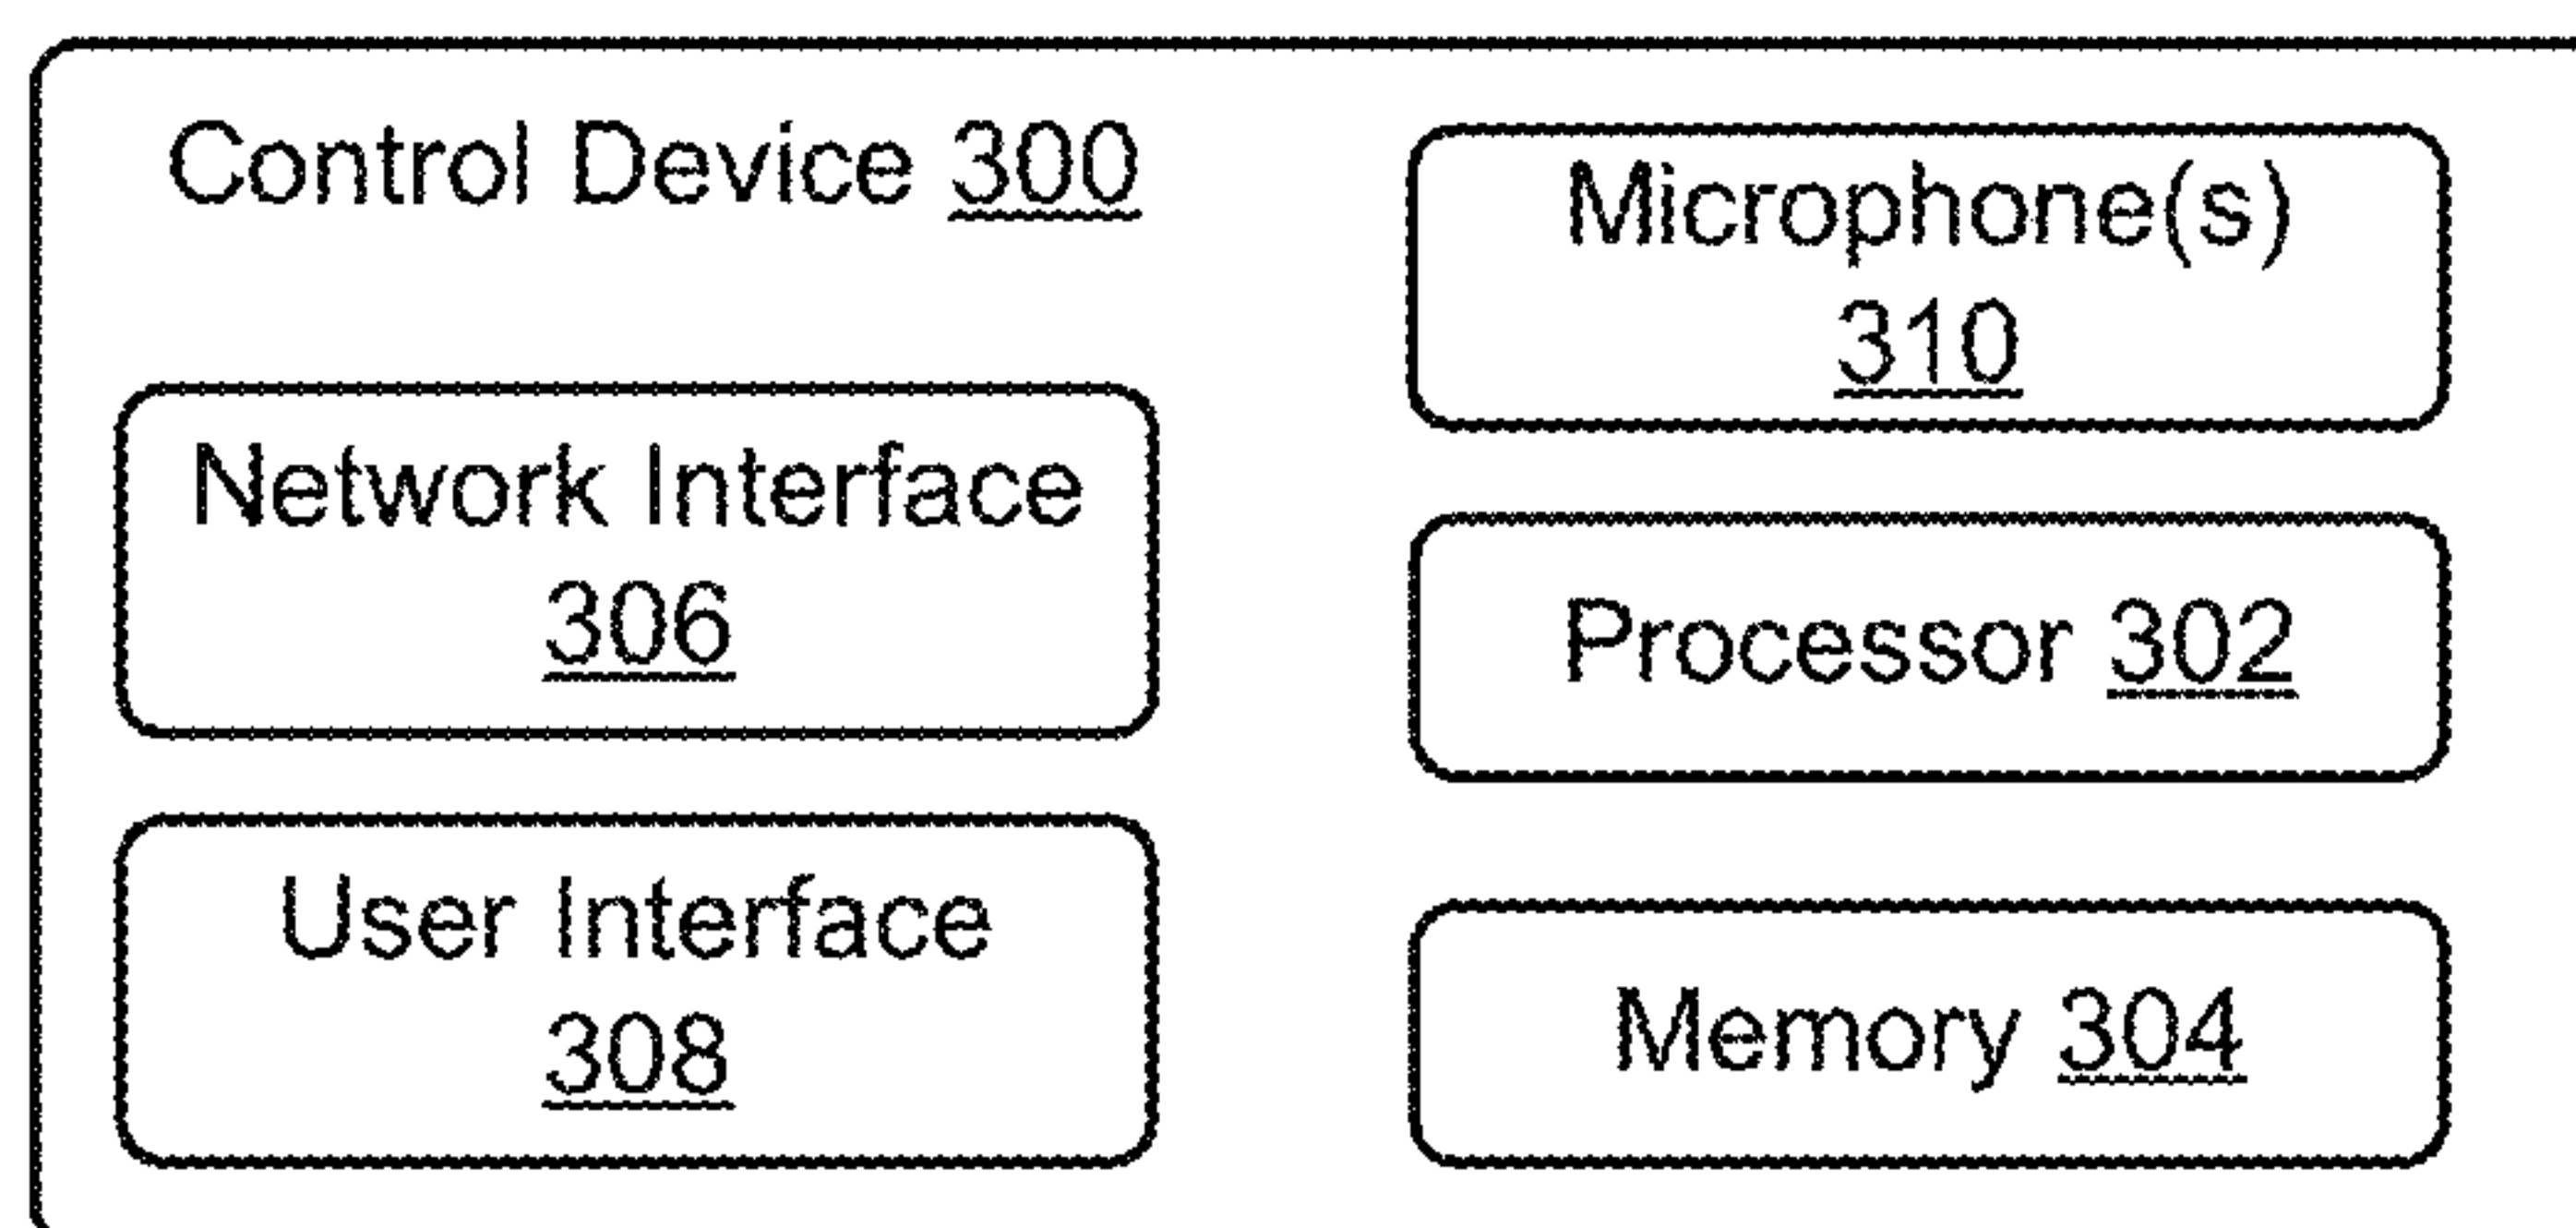 Control Device 300
Network Interface
306
User Interface
308
Microphone(s)
310
Processor 302
Memory 304